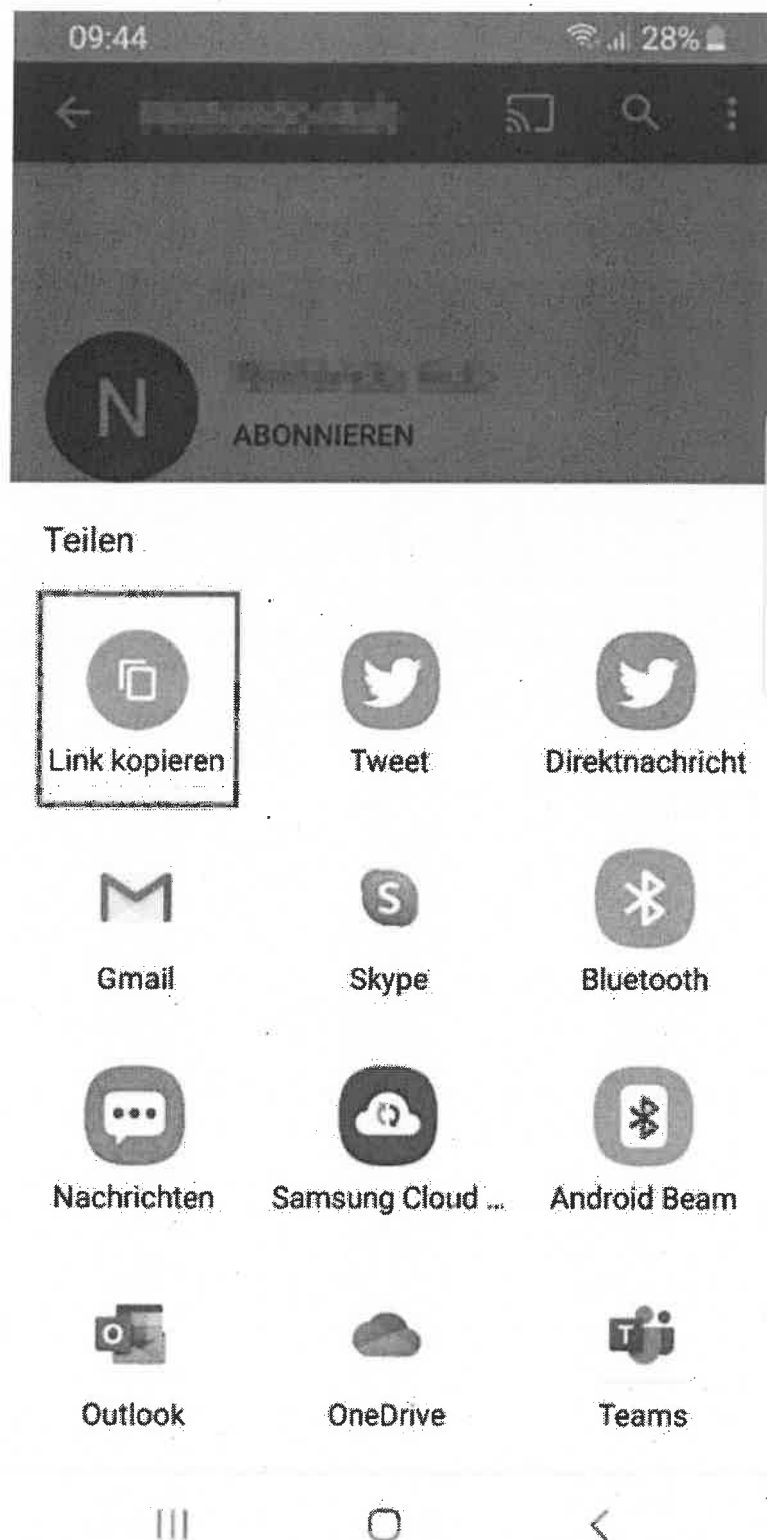 09:44 28%
N
ABONNIEREN
Teilen
Link kopieren Tweet Direktnachricht
S
Gmail Skype Bluetooth
Nachrichten Samsung Cloud ... Android Beam
O T
Outlook OneDrive Teams